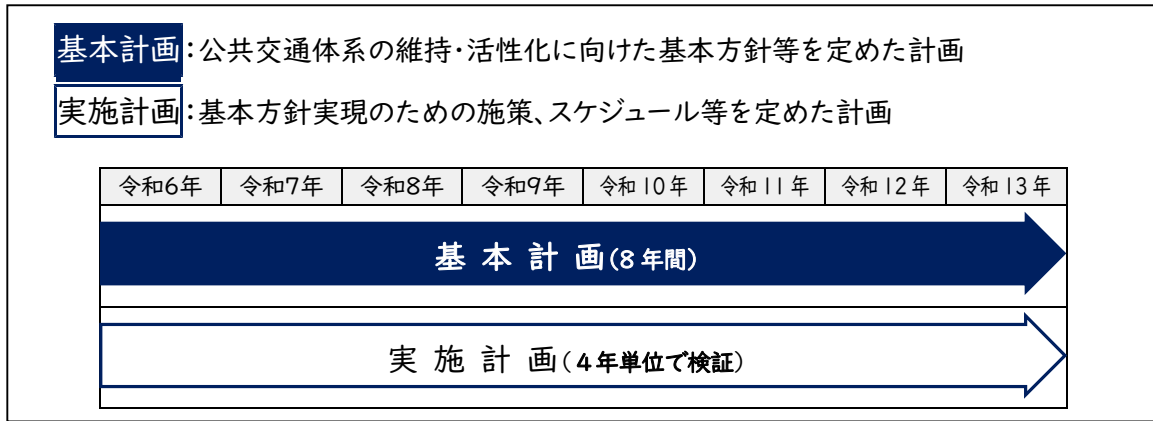 基本計画：公共交通体系の維持・活性化に向けた基本方針等を定めた計画
実施計画：基本方針実現のための施策、スケジュール等を定めた計画
令和6年 令和7年 令和8年 令和9年 令和10年 令和11年 令和12年 令和13年
基本計画(8年間)
実施計画(4年単位で検証)